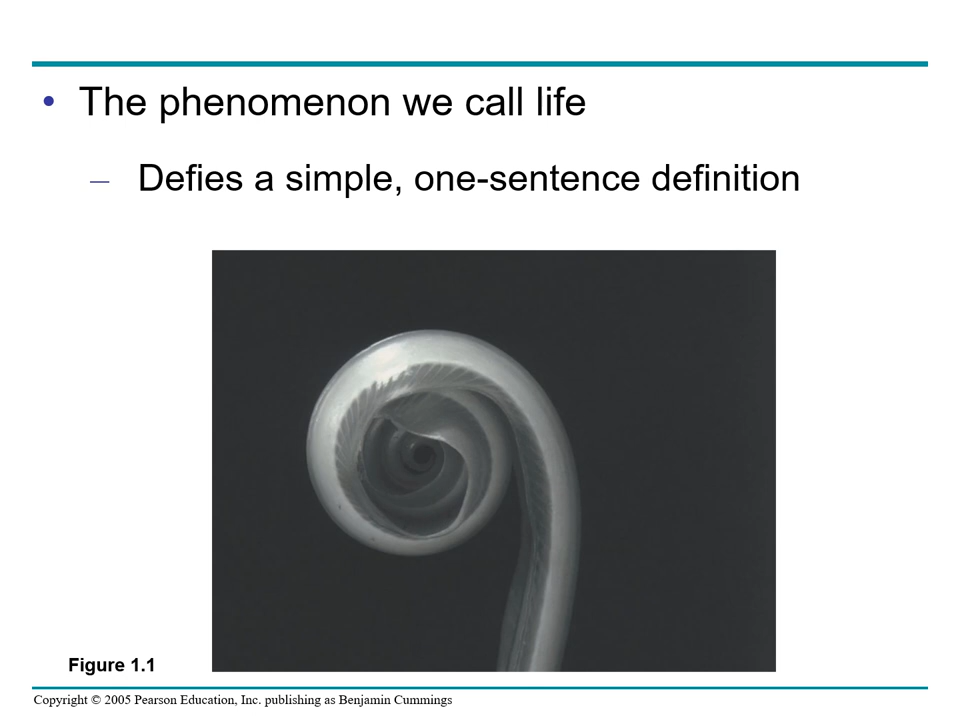 • The phenomenon we call life
– Defies a simple, one-sentence definition
Figure 1.1
Copyright © 2005 Pearson Education, Inc. publishing as Benjamin Cummings